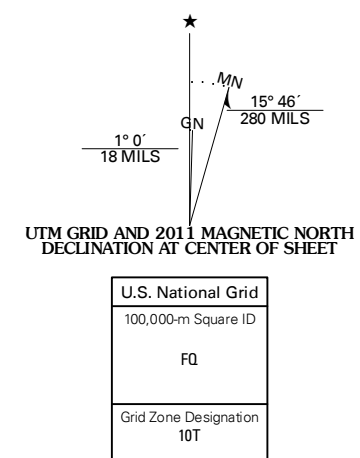 ★
MN
GN
15° 46´
280 MILS
1° 0´
18 MILS
UTM GRID AND 2011 MAGNETIC NORTH
DECLINATION AT CENTER OF SHEET
U.S. National Grid
100,000-m Square ID
FQ
Grid Zone Designation
10T